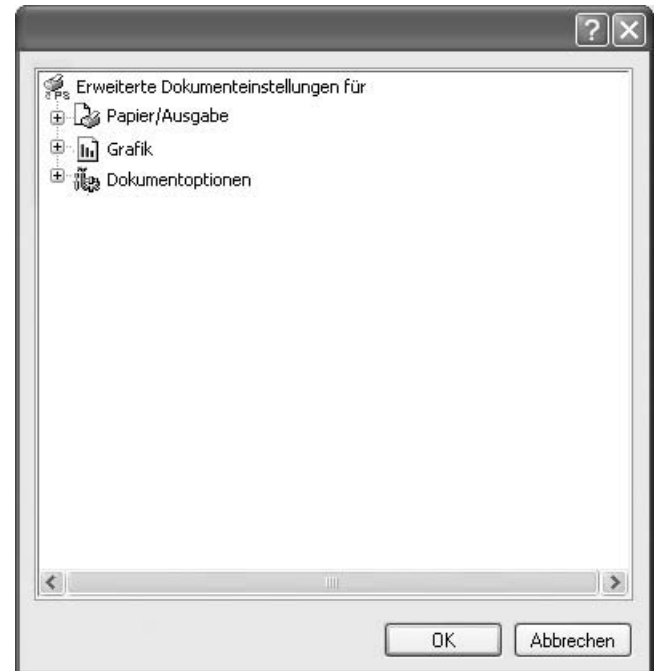 Erweiterte Dokumenteinstellungen für
Papier/Ausgabe
Grafik
Dokumentoptionen
OK
Abbrechen